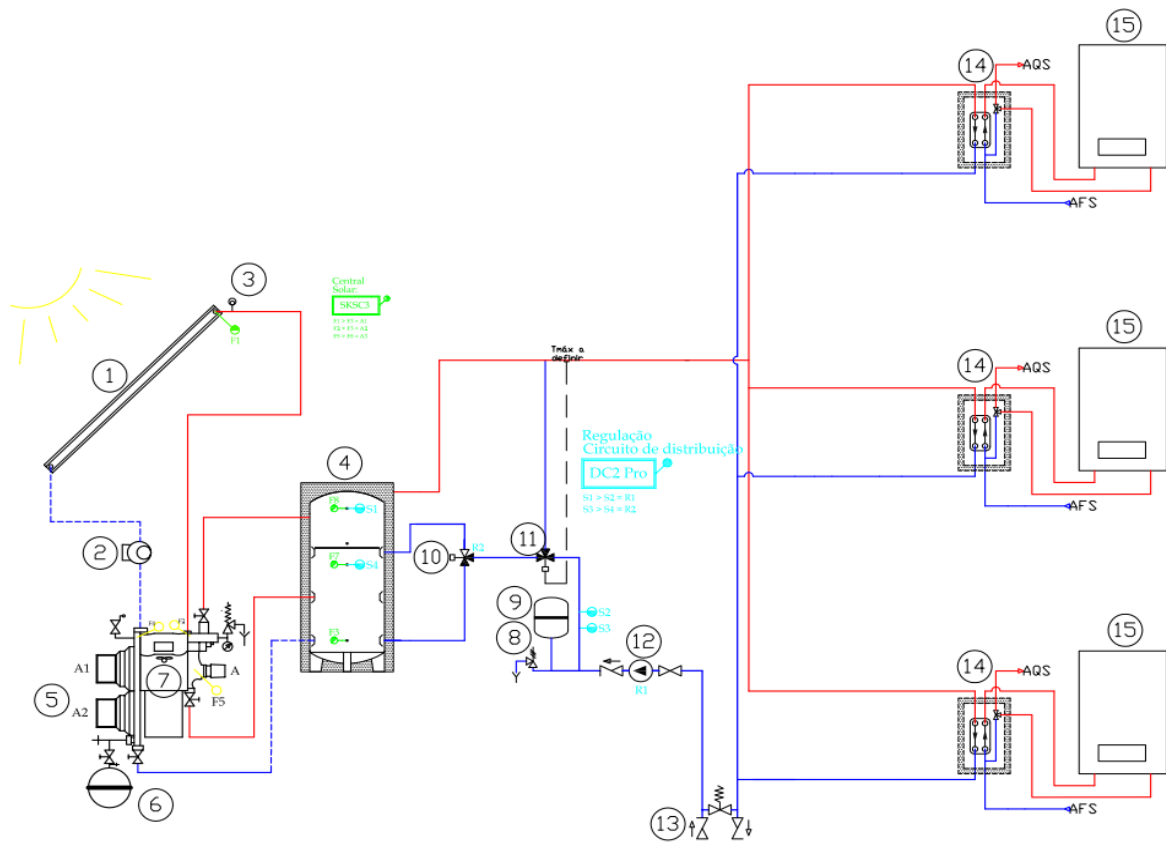 15
14
AQS
AFS
3
Central
Solar:
SKSC3
F1
1
15
14
AQS
AFS
Tmáx a
definir
Regulação
Circuito de distribuição
DC2 Pro
S1 > S2 = R1
S3 > S4 = R2
4
S1
F7
S4
F3
2
10
R2
11
9
8
S2
S3
12
R1
15
14
AQS
AFS
A1
5
A2
7
A
F5
6
13